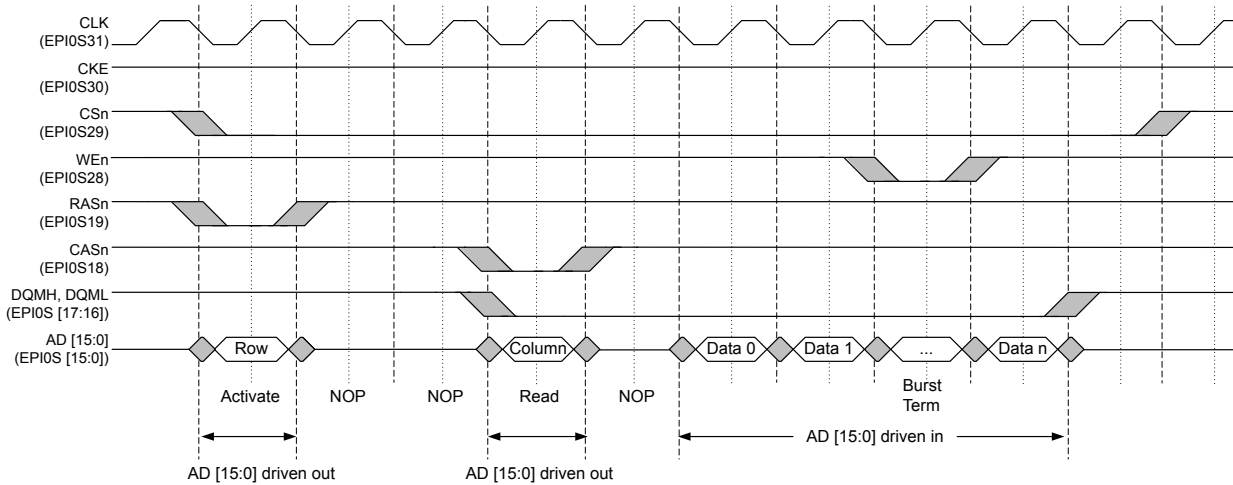 CLK
(EPI0S31)
CKE
(EPI0S30)
CSn
(EPI0S29)
WEn
(EPI0S28)
RASn
(EPI0S19)
CASn
(EPI0S18)
DQMH, DQML
(EPI0S [17:16])
AD [15:0]
(EPI0S [15:0])
Row Column Data 0 Data 1 ... Data n
Activate NOP NOP Read NOP Burst
Term
AD [15:0] driven in
AD [15:0] driven out AD [15:0] driven out